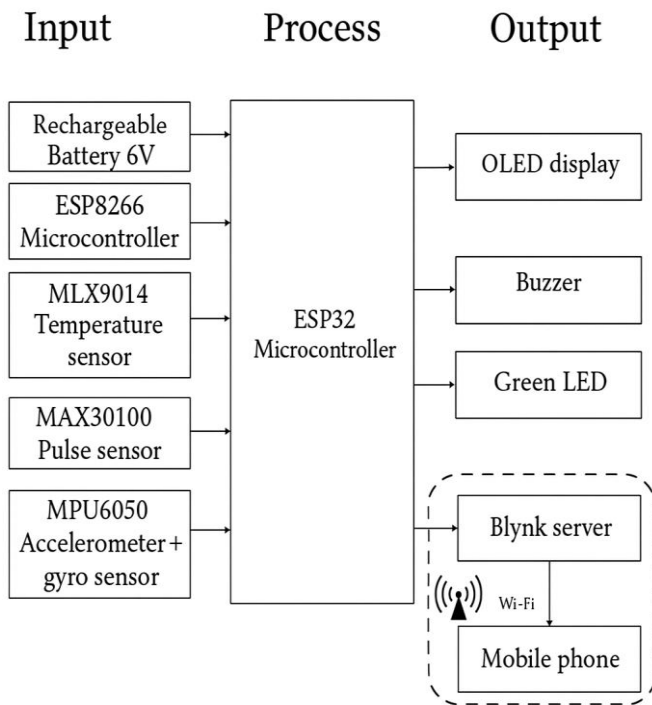 Input
Process
Output
Rechargeable
Battery 6V
ESP8266
Microcontroller
MLX9014
Temperature
sensor
MAX30100
Pulse sensor
MPU6050
Accelerometer+
gyro sensor
ESP32
Microcontroller
OLED display
Buzzer
Green LED
Blynk server
Wi-Fi
Mobile phone